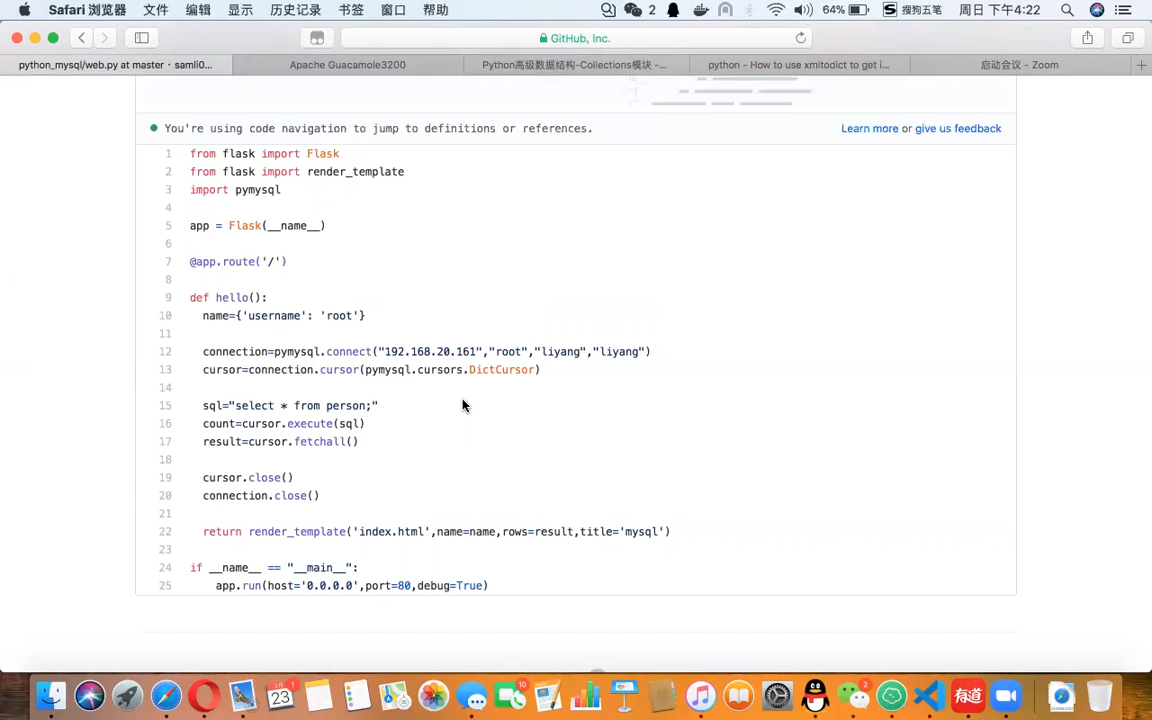 Safari 浏览器 文件 编辑 显示 历史记录 书签 窗口 帮助 2 64% S 搜狗五笔 周日 下午4:22
GitHub, Inc.
python_mysql/web.py at master · samli0... Apache Guacamole3200 Python高级数据结构-Collections模块 -... python - How to use xmltodict to get i... 启动会议 - Zoom
You're using code navigation to jump to definitions or references. Learn more or give us feedback
1 from flask import Flask
2 from flask import render_template
3 import pymysql
4
5 app = Flask(__name__)
6
7 @app.route('/')
8
9 def hello():
10 name={'username': 'root'}
11
12 connection=pymysql.connect("192.168.20.161","root","liyang","liyang")
13 cursor=connection.cursor(pymysql.cursors.DictCursor)
14
15 sql="select * from person;"
16 count=cursor.execute(sql)
17 result=cursor.fetchall()
18
19 cursor.close()
20 connection.close()
21
22 return render_template('index.html',name=name,rows=result,title='mysql')
23
24 if __name__ == "__main__":
25 app.run(host='0.0.0.0',port=80,debug=True)
23 1 10 2 有道